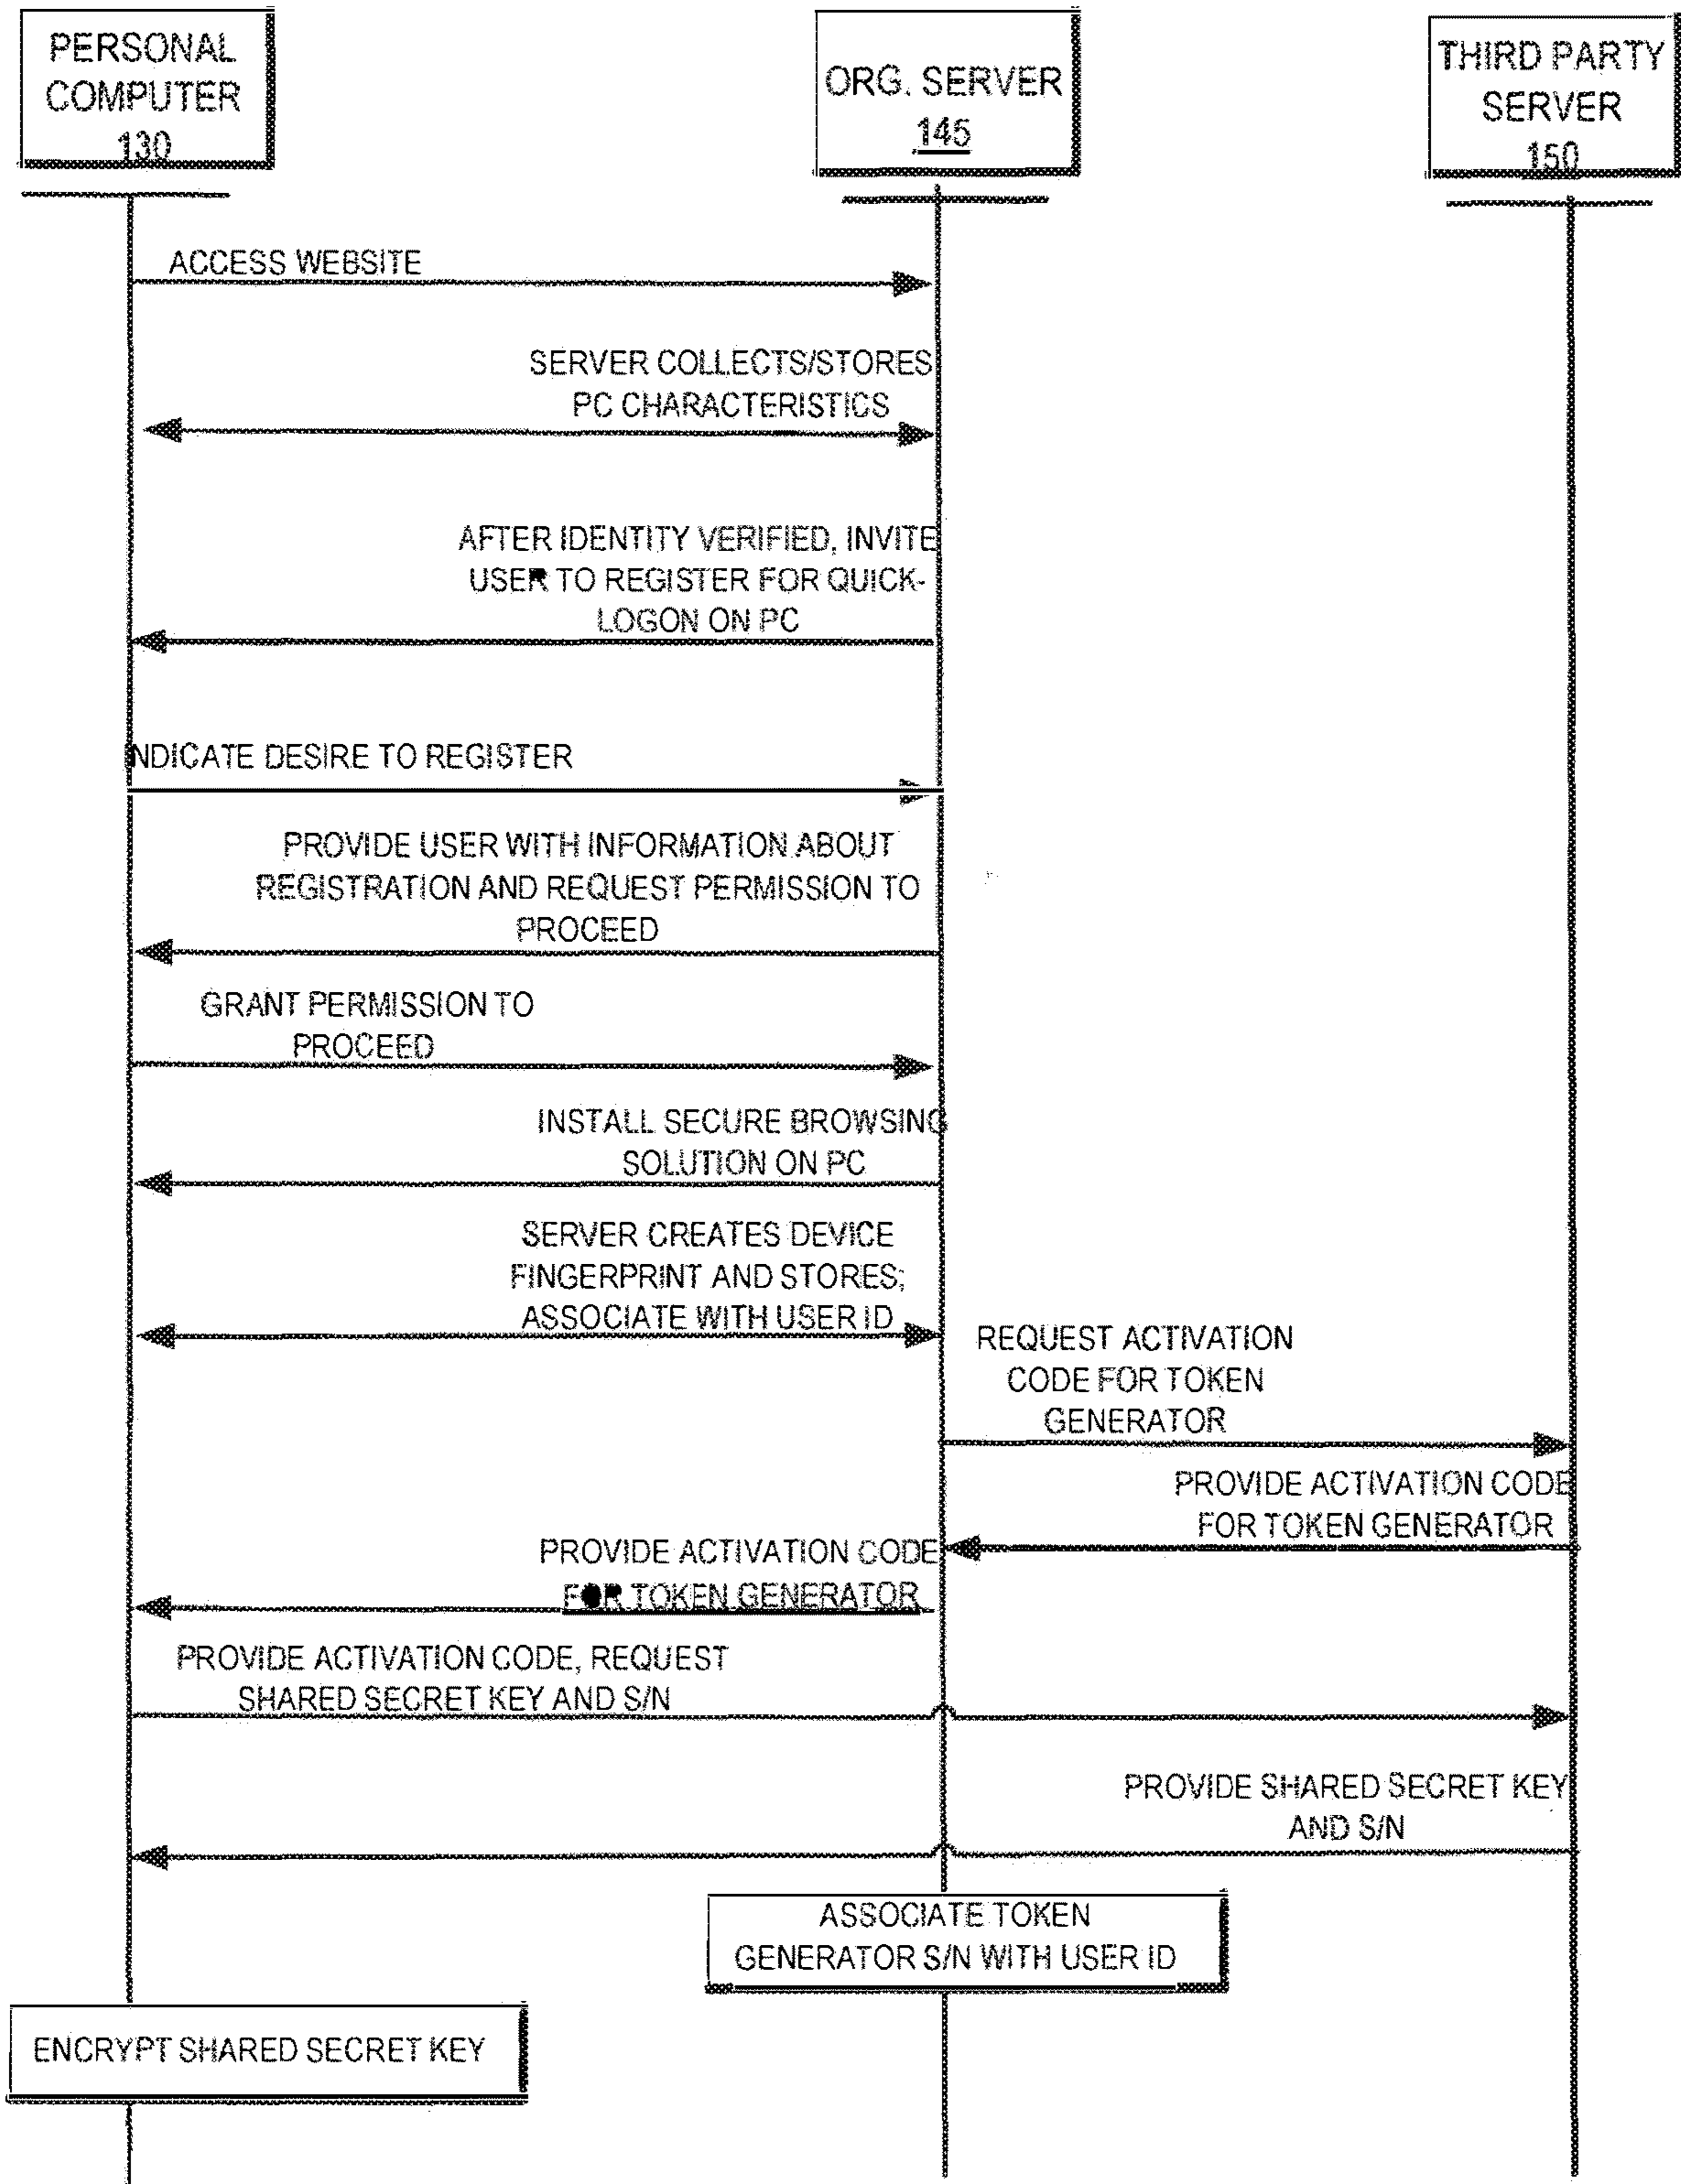 PERSONAL
COMPUTER
130
ORG. SERVER
145
THIRD PARTY
SERVER
150
ACCESS WEBSITE
SERVER COLLECTS/STORES
PC CHARACTERISTICS
AFTER IDENTITY VERIFIED, INVITE
USER TO REGISTER FOR QUICK-
LOGON ON PC
INDICATE DESIRE TO REGISTER
PROVIDE USER WITH INFORMATION ABOUT
REGISTRATION AND REQUEST PERMISSION TO
PROCEED
GRANT PERMISSION TO
PROCEED
INSTALL SECURE BROWSING
SOLUTION ON PC
SERVER CREATES DEVICE
FINGERPRINT AND STORES;
ASSOCIATE WITH USER ID
REQUEST ACTIVATION
CODE FOR TOKEN
GENERATOR
PROVIDE ACTIVATION CODE
FOR TOKEN GENERATOR
PROVIDE ACTIVATION CODE
FOR TOKEN GENERATOR
PROVIDE ACTIVATION CODE, REQUEST
SHARED SECRET KEY AND S/N
PROVIDE SHARED SECRET KEY
AND S/N
ASSOCIATE TOKEN
GENERATOR S/N WITH USER ID
ENCRYPT SHARED SECRET KEY